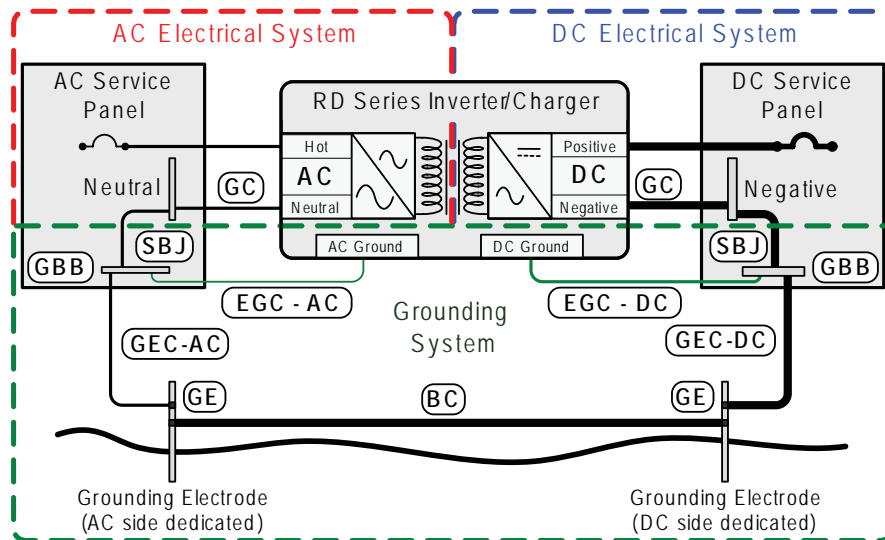 AC Electrical System
DC Electrical System
AC Service
Panel
RD Series Inverter/Charger
DC Service
Panel
Hot
AC
Neutral
Positive
DC
Negative
Neutral
GC
GC
Negative
SBJ
AC Ground
DC Ground
SBJ
GBB
GBB
EGC - AC
EGC - DC
Grounding
System
GEC-AC
GEC-DC
GE
BC
GE
Grounding Electrode
(AC side dedicated)
Grounding Electrode
(DC side dedicated)